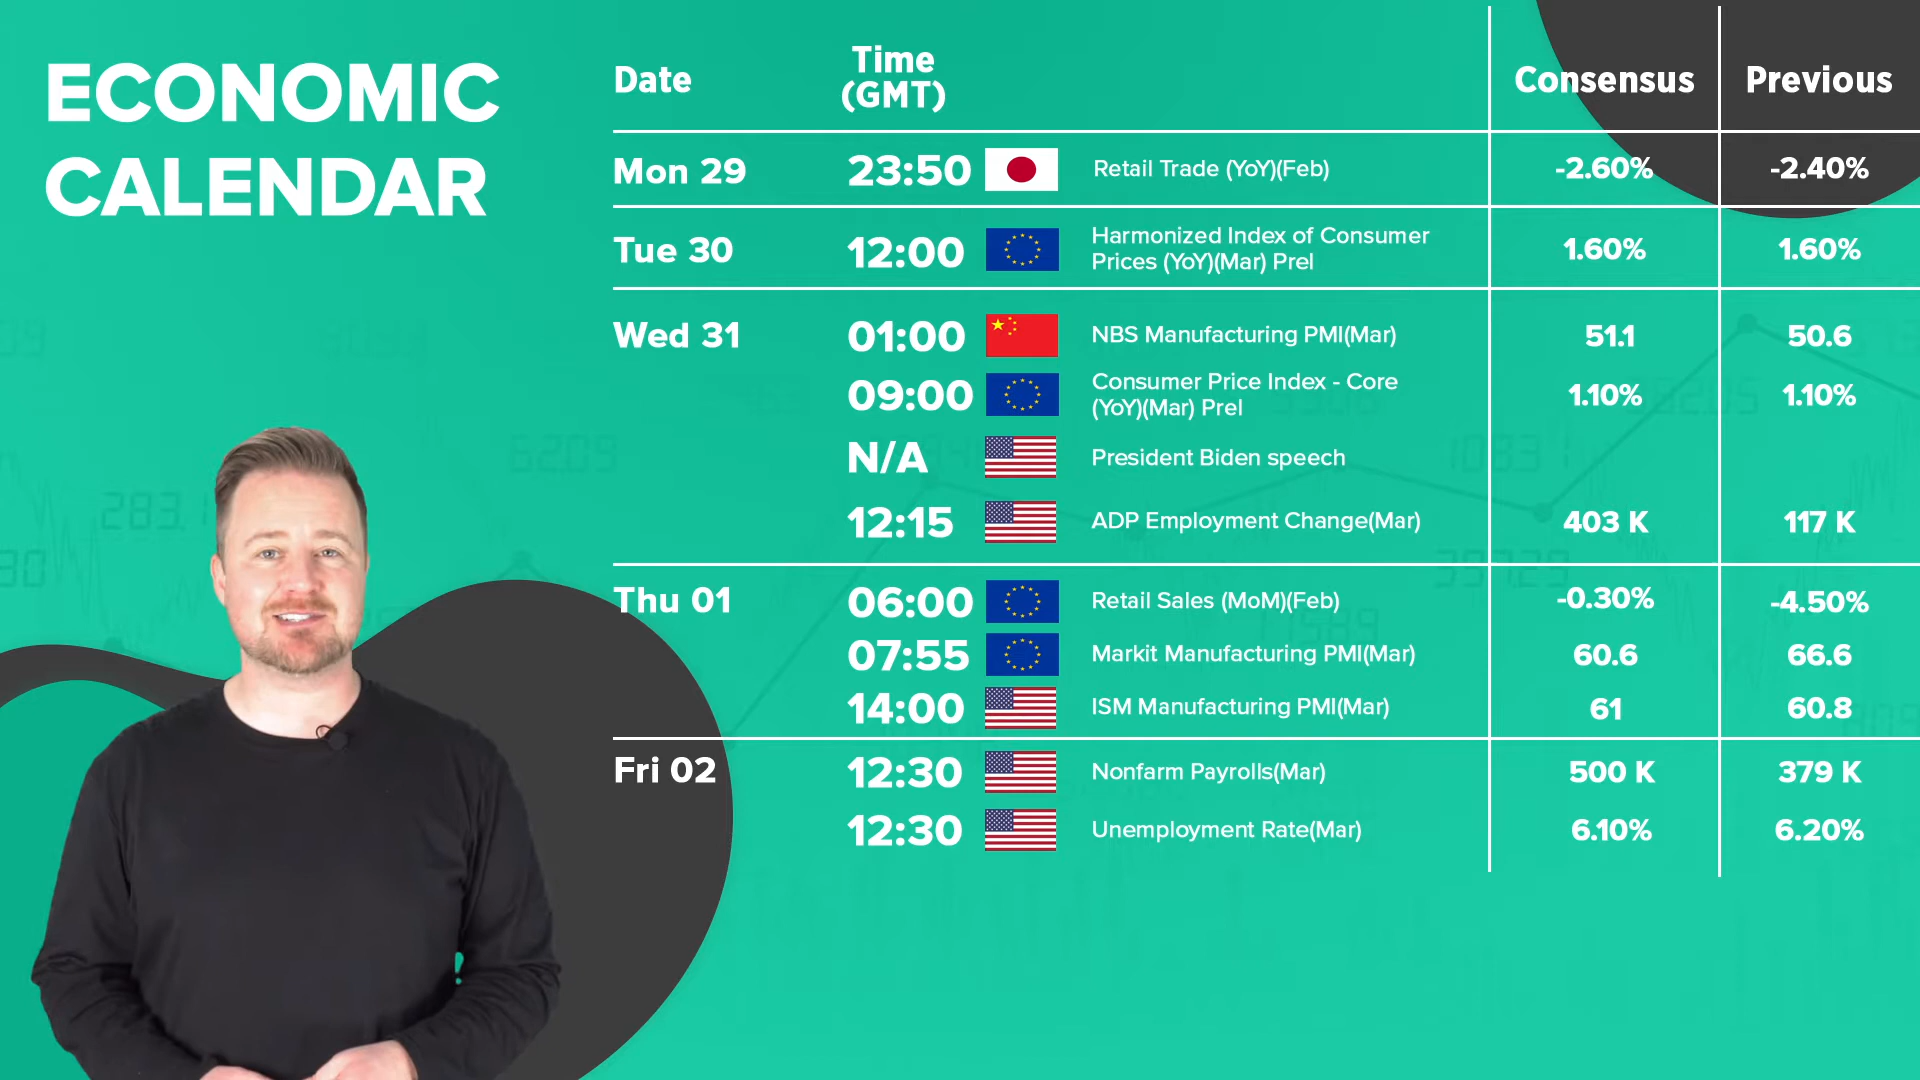 ECONOMIC
CALENDAR
Date
Time
(GMT)
Consensus
Previous
Mon 29
23:50
Retail Trade (YoY)(Feb)
-2.60%
-2.40%
Tue 30
12:00
Harmonized Index of Consumer
Prices (YoY)(Mar) Prel
1.60%
1.60%
Wed 31
01:00
NBS Manufacturing PMI(Mar)
51.1
50.6
09:00
Consumer Price Index - Core
(YoY)(Mar) Prel
1.10%
1.10%
N/A
President Biden speech
12:15
ADP Employment Change(Mar)
403 K
117 K
Thu 01
06:00
Retail Sales (MoM)(Feb)
-0.30%
-4.50%
07:55
Markit Manufacturing PMI(Mar)
60.6
66.6
14:00
ISM Manufacturing PMI(Mar)
61
60.8
Fri 02
12:30
Nonfarm Payrolls(Mar)
500 K
379 K
12:30
Unemployment Rate(Mar)
6.10%
6.20%